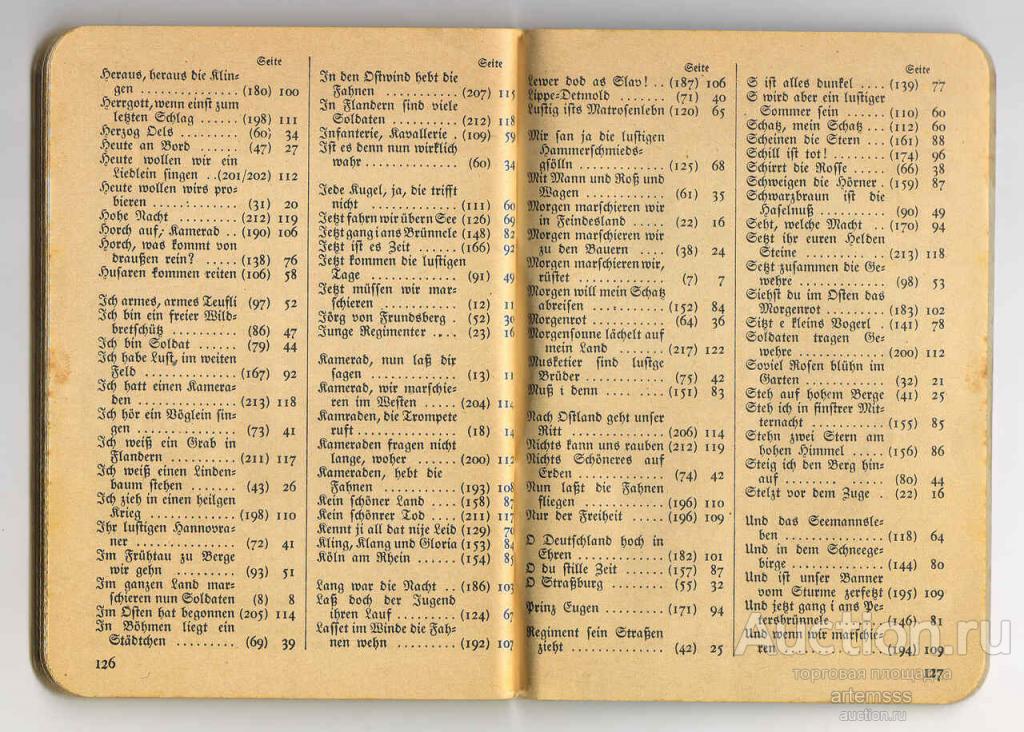 Seite
Heraus, heraus die Klin=
gen ............ (180) 100
Herrgott, wenn einst zum
letzten Schlag ...... (198) 111
Herzog Oels ......... (60) 34
Heute an Bord ...... (47) 27
Heute wollen wir ein
Liedlein singen ..(201/202) 112
Heute wollen wirs pro=
bieren ............ (31) 20
Hohe Nacht ........ (212) 119
Horch auf, Kamerad .. (190) 106
Horch, was kommt von
draußen rein? ..... (138) 76
Husaren kommen reiten (106) 58
Ich armes, armes Teufli (97) 52
Ich bin ein freier Wild=
bretschütz ......... (86) 47
Ich bin Soldat ...... (79) 44
Ich habe Lust, im weiten
Feld ............ (167) 92
Ich hatt einen Kamera=
den ............ (213) 118
Ich hör ein Vöglein sin=
gen ............ (73) 41
Ich weiß ein Grab in
Flandern ......... (211) 117
Ich weiß einen Linden=
baum stehen ....... (43) 26
Ich zieh in einen heilgen
Krieg ............ (198) 110
Ihr lustigen Hannovra=
ner ............ (72) 41
Im Frühtau zu Berge
wir gehn ......... (93) 51
Im ganzen Land mar=
schieren nun Soldaten (8) 8
Im Osten hat begonnen (205) 114
In Böhmen liegt ein
Städtchen ......... (69) 39
126
Seite
In den Ostwind hebt die
Fahnen .......... (207) 115
In Flandern sind viele
Soldaten ......... (212) 118
Infanterie, Kavallerie . (109) 59
Ist es denn nun wirklich
wahr ............ (60) 34
Jede Kugel, ja, die trifft
nicht ............ (111) 60
Jetzt fahrn wir über See (126) 69
Jetzt gang i ans Brünnele (148) 82
Jetzt ist es Zeit ...... (166) 92
Jetzt kommen die lustigen
Tage ............ (91) 49
Jetzt müssen wir mar=
schieren .......... (12) 11
Jörg von Frundsberg . (52) 30
Junge Regimenter .... (23) 16
Kamerad, nun laß dir
sagen ............ (13) 11
Kamerad, wir marschie=
ren im Westen .... (204) 114
Kamraden, die Trompete
ruft ............ (18) 14
Kameraden fragen nicht
lange, woher ...... (200) 112
Kameraden, hebt die
Fahnen ......... (193) 108
Kein schöner Land .... (158) 87
Kein schöner Tod .... (211) 117
Kennt ji all dat nije Leid (129) 70
Kling, Klang und Gloria (153) 84
Köln am Rhein ...... (154) 85
Lang war die Nacht .. (186) 103
Laß doch der Jugend
ihren Lauf ........ (124) 67
Lasset im Winde die Fah=
nen wehn ........ (192) 107
Seite
Lewer dod as Slav! .. (187) 106
Lippe-Detmold ...... (71) 40
Lustig ists Matrosenlebn (120) 65
Mir san ja die lustigen
Hammerschmieds=
gsölln ............ (125) 68
Mit Mann und Roß und
Wagen ............ (61) 35
Morgen marschieren wir
in Feindesland .... (22) 16
Morgen marschieren wir
zu den Bauern .... (38) 24
Morgen marschieren wir,
rüstet ............ (7) 7
Morgen will mein Schatz
abreisen ......... (152) 84
Morgenrot ......... (64) 36
Morgensonne lächelt auf
mein Land ...... (217) 122
Musketier sind lustge
Brüder ............ (75) 42
Muß i denn ........ (151) 83
Nach Ostland geht unser
Ritt ............ (206) 114
Nichts kann uns rauben (212) 119
Nichts Schöneres auf
Erden ............ (74) 42
Nun laßt die Fahnen
fliegen ............ (196) 110
Nur der Freiheit ..... (196) 109
O Deutschland hoch in
Ehren ............ (182) 101
O du stille Zeit ...... (157) 87
O Straßburg ....... (55) 32
Prinz Eugen ........ (171) 94
Regiment sein Straßen
zieht ............ (42) 25
Seite
S ist alles dunkel .... (139) 77
S wird aber ein lustiger
Sommer sein ...... (110) 60
Schatz, mein Schatz ... (112) 60
Scheinen die Stern ... (161) 88
Schill ist tot! ........ (174) 96
Schirrt die Rosse ..... (66) 38
Schweigen die Hörner . (159) 87
Schwarzbraun ist die
Haselnuß ......... (90) 49
Seht, welche Macht .. (170) 94
Setzt ihr euren Helden
Steine ............ (213) 118
Setzt zusammen die Ge=
wehre ............ (98) 53
Siehst du im Osten das
Morgenrot ........ (183) 102
Sitzt e kleins Vogerl . (141) 78
Soldaten tragen Ge=
wehre ............ (200) 112
Soviel Rosen blühn im
Garten ............ (32) 21
Steh auf hohem Berge (41) 25
Steh ich in finstrer Mit=
ternacht .......... (155) 85
Stehn zwei Stern am
hohen Himmel ..... (156) 86
Steig ich den Berg hin=
auf ............ (80) 44
Stelzt vor dem Zuge . (22) 16
Und das Seemannsle=
ben ............ (118) 64
Und in dem Schneege=
birge ............ (144) 80
Und ist unser Banner
vom Sturme zerfetzt (195) 109
Und jetzt gang i ans Pe=
tersbrünnele ...... (146) 81
Und wenn wir marschie=
ren ............ (194) 109
127
Auction.ru
торговая площадка
artemsss
auction.ru